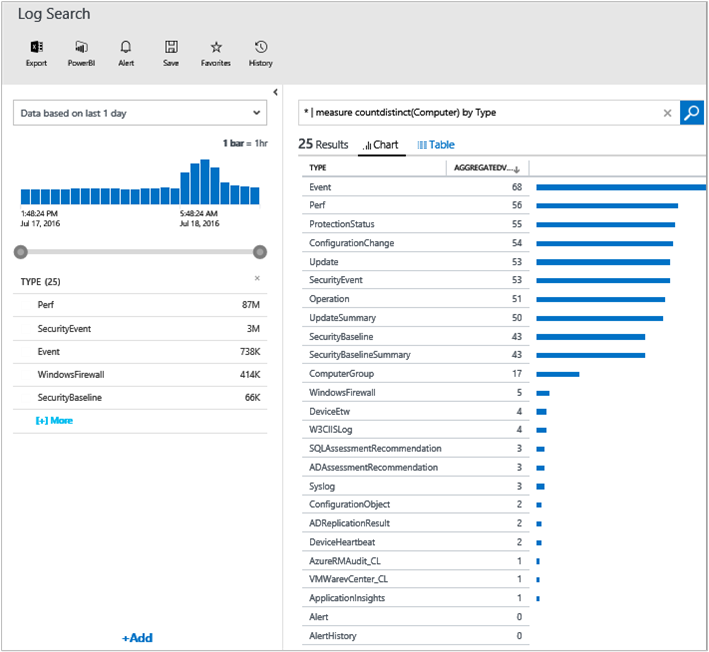 Log Search
Export PowerBI Alert Save Favorites History
Data based on last 1 day
1 bar = 1hr
1:48:24 PM
Jul 17, 2016
5:48:24 AM
Jul 18, 2016
TYPE (25)
Perf 87M
SecurityEvent 3M
Event 738K
WindowsFirewall 414K
SecurityBaseline 66K
[+] More
+Add
* | measure countdistinct(Computer) by Type
25 Results Chart Table
TYPE AGGREGATEDV...
Event 68
Perf 56
ProtectionStatus 55
ConfigurationChange 54
Update 53
SecurityEvent 53
Operation 51
UpdateSummary 50
SecurityBaseline 43
SecurityBaselineSummary 43
ComputerGroup 17
WindowsFirewall 5
DeviceEtw 4
W3CIISLog 4
SQLAssessmentRecommendation 3
ADAssessmentRecommendation 3
Syslog 3
ConfigurationObject 2
ADReplicationResult 2
DeviceHeartbeat 2
AzureRMAudit_CL 1
VMWarevCenter_CL 1
ApplicationInsights 1
Alert 0
AlertHistory 0